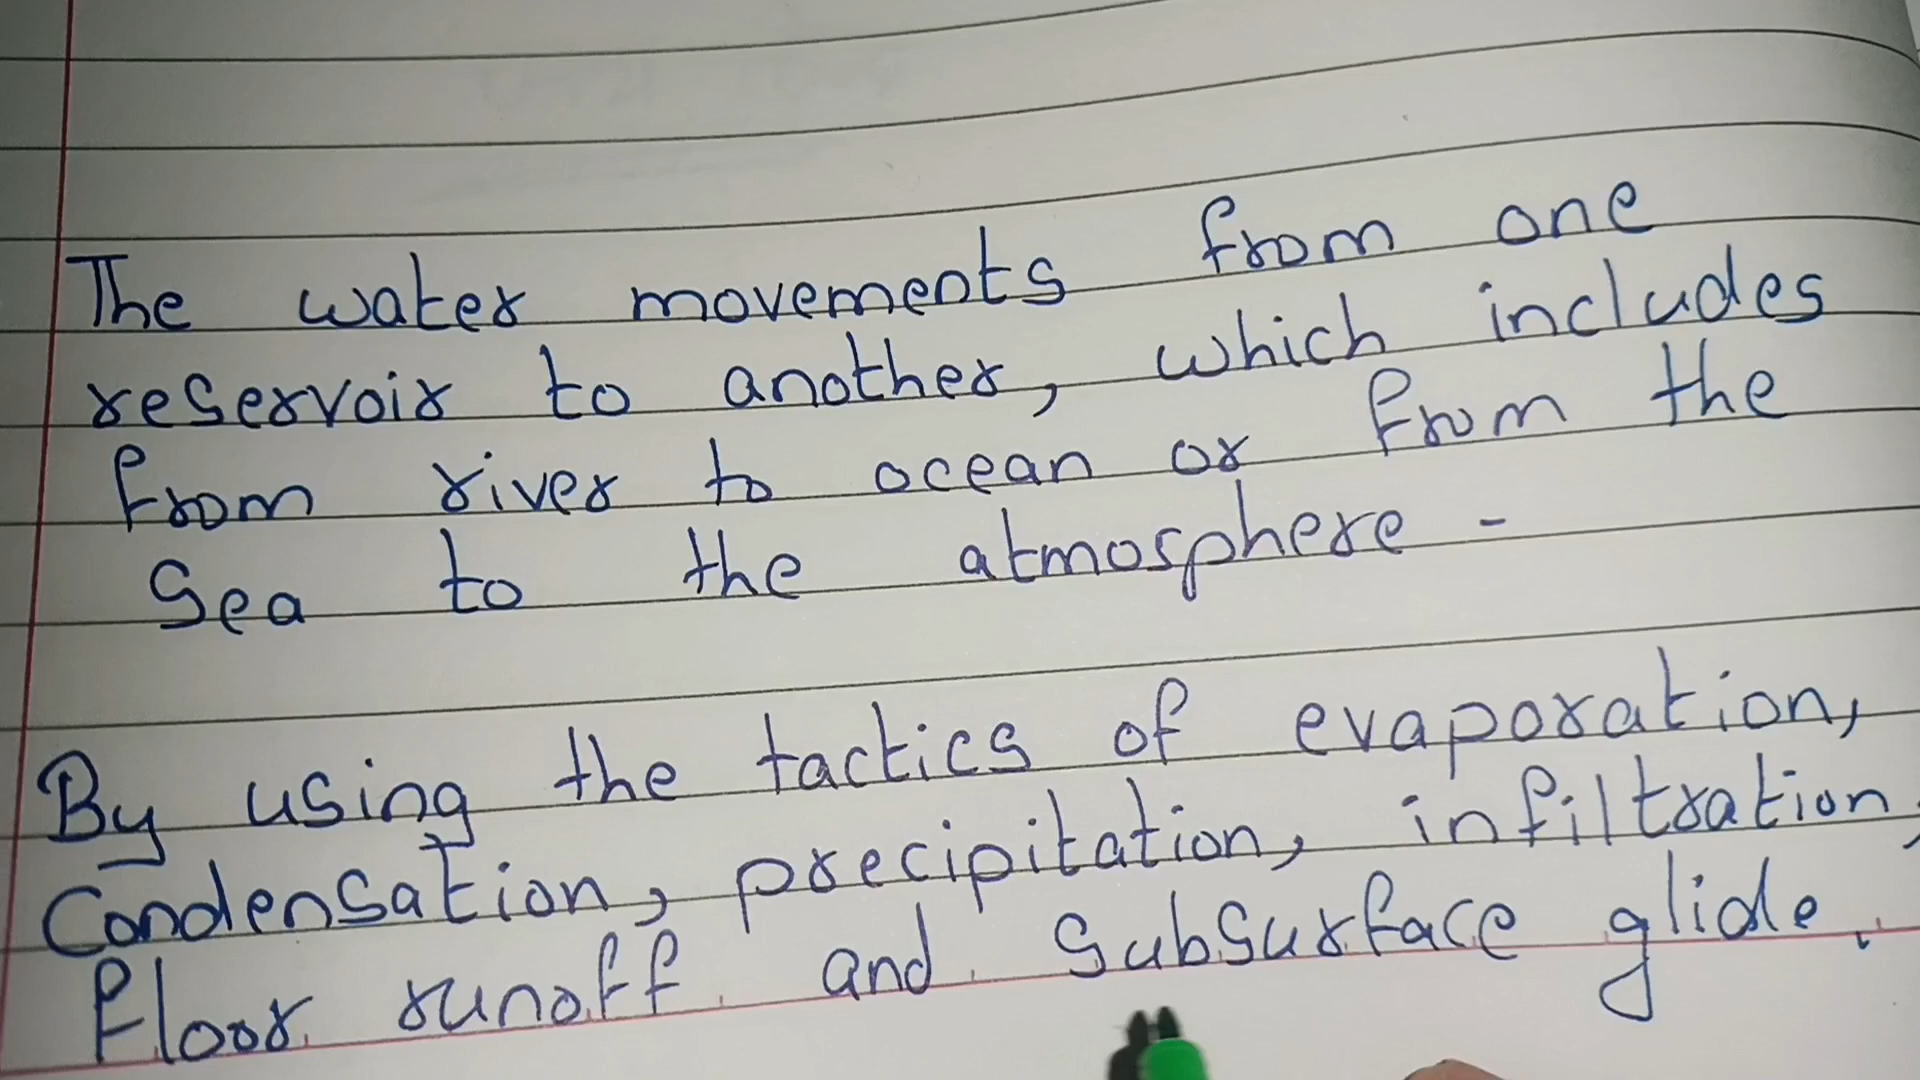 The water movements from one
reservoir to another, which includes
from river to ocean or from the
Sea to the atmosphere -
By using the tactics of evaporation,
Condensation, precipitation, infiltration,
floor runoff and subsurface glide.